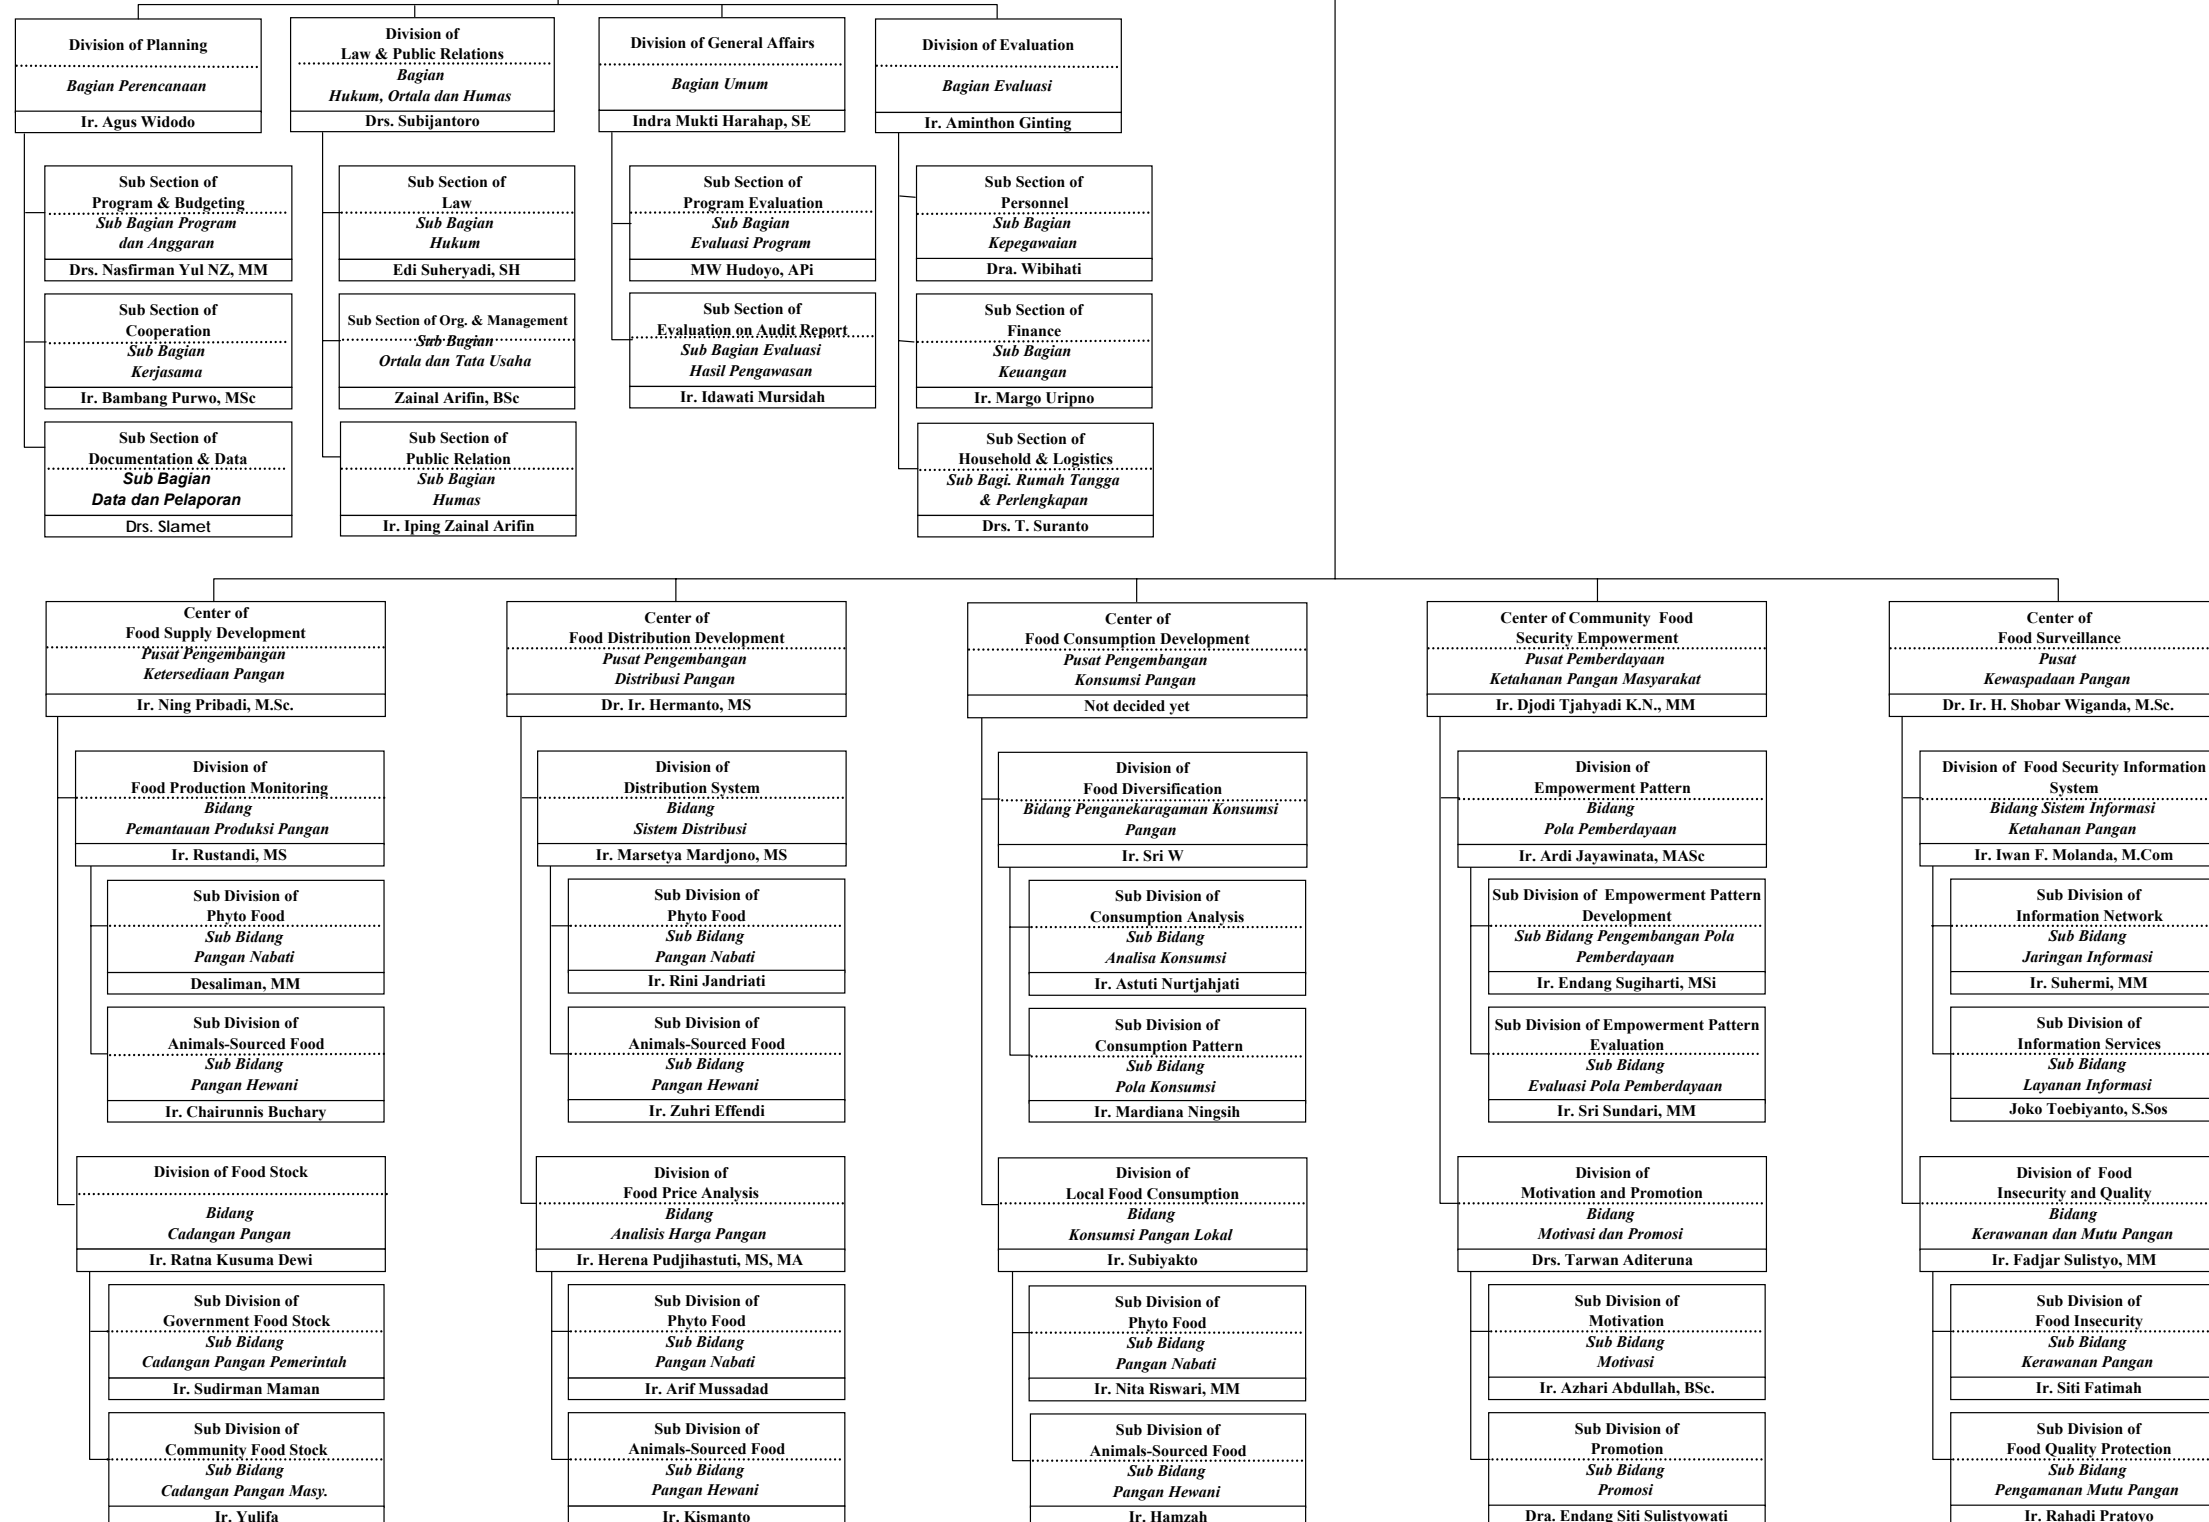 Division of Planning
Bagian Perencanaan
Ir. Agus Widodo
Sub Section of
Program & Budgeting
Sub Bagian Program
dan Anggaran
Drs. Nasfirman Yul NZ, MM
Sub Section of
Cooperation
Sub Bagian
Kerjasama
Ir. Bambang Purwo, MSc
Sub Section of
Documentation & Data
Sub Bagian
Data dan Pelaporan
Drs. Slamet
Division of
Law & Public Relations
Bagian
Hukum, Ortala dan Humas
Drs. Subijantoro
Sub Section of
Law
Sub Bagian
Hukum
Edi Suheryadi, SH
Sub Section of Org. & Management
Sub Bagian
Ortala dan Tata Usaha
Zainal Arifin, BSc
Sub Section of
Public Relation
Sub Bagian
Humas
Ir. Iping Zainal Arifin
Division of General Affairs
Bagian Umum
Indra Mukti Harahap, SE
Sub Section of
Program Evaluation
Sub Bagian
Evaluasi Program
MW Hudoyo, APi
Sub Section of
Evaluation on Audit Report
Sub Bagian Evaluasi
Hasil Pengawasan
Ir. Idawati Mursidah
Division of Evaluation
Bagian Evaluasi
Ir. Aminthon Ginting
Sub Section of
Personnel
Sub Bagian
Kepegawaian
Dra. Wibihati
Sub Section of
Finance
Sub Bagian
Keuangan
Ir. Margo Uripno
Sub Section of
Household & Logistics
Sub Bagi. Rumah Tangga
& Perlengkapan
Drs. T. Suranto
Center of
Food Supply Development
Pusat Pengembangan
Ketersediaan Pangan
Ir. Ning Pribadi, M.Sc.
Division of
Food Production Monitoring
Bidang
Pemantauan Produksi Pangan
Ir. Rustandi, MS
Sub Division of
Phyto Food
Sub Bidang
Pangan Nabati
Desaliman, MM
Sub Division of
Animals-Sourced Food
Sub Bidang
Pangan Hewani
Ir. Chairunnis Buchary
Division of Food Stock
Bidang
Cadangan Pangan
Ir. Ratna Kusuma Dewi
Sub Division of
Government Food Stock
Sub Bidang
Cadangan Pangan Pemerintah
Ir. Sudirman Maman
Sub Division of
Community Food Stock
Sub Bidang
Cadangan Pangan Masy.
Ir. Yulifa
Center of
Food Distribution Development
Pusat Pengembangan
Distribusi Pangan
Dr. Ir. Hermanto, MS
Division of
Distribution System
Bidang
Sistem Distribusi
Ir. Marsetya Mardjono, MS
Sub Division of
Phyto Food
Sub Bidang
Pangan Nabati
Ir. Rini Jandriati
Sub Division of
Animals-Sourced Food
Sub Bidang
Pangan Hewani
Ir. Zuhri Effendi
Division of
Food Price Analysis
Bidang
Analisis Harga Pangan
Ir. Herena Pudjihastuti, MS, MA
Sub Division of
Phyto Food
Sub Bidang
Pangan Nabati
Ir. Arif Mussadad
Sub Division of
Animals-Sourced Food
Sub Bidang
Pangan Hewani
Ir. Kismanto
Center of
Food Consumption Development
Pusat Pengembangan
Konsumsi Pangan
Not decided yet
Division of
Food Diversification
Bidang Penganekaragaman Konsumsi
Pangan
Ir. Sri W
Sub Division of
Consumption Analysis
Sub Bidang
Analisa Konsumsi
Ir. Astuti Nurtjahjati
Sub Division of
Consumption Pattern
Sub Bidang
Pola Konsumsi
Ir. Mardiana Ningsih
Division of
Local Food Consumption
Bidang
Konsumsi Pangan Lokal
Ir. Subiyakto
Sub Division of
Phyto Food
Sub Bidang
Pangan Nabati
Ir. Nita Riswari, MM
Sub Division of
Animals-Sourced Food
Sub Bidang
Pangan Hewani
Ir. Hamzah
Center of Community Food
Security Empowerment
Pusat Pemberdayaan
Ketahanan Pangan Masyarakat
Ir. Djodi Tjahyadi K.N., MM
Division of
Empowerment Pattern
Bidang
Pola Pemberdayaan
Ir. Ardi Jayawinata, MASc
Sub Division of Empowerment Pattern
Development
Sub Bidang Pengembangan Pola
Pemberdayaan
Ir. Endang Sugiharti, MSi
Sub Division of Empowerment Pattern
Evaluation
Sub Bidang
Evaluasi Pola Pemberdayaan
Ir. Sri Sundari, MM
Division of
Motivation and Promotion
Bidang
Motivasi dan Promosi
Drs. Tarwan Aditeruna
Sub Division of
Motivation
Sub Bidang
Motivasi
Ir. Azhari Abdullah, BSc.
Sub Division of
Promotion
Sub Bidang
Promosi
Dra. Endang Siti Sulistyowati
Center of
Food Surveillance
Pusat
Kewaspadaan Pangan
Dr. Ir. H. Shobar Wiganda, M.Sc.
Division of Food Security Information
System
Bidang Sistem Informasi
Ketahanan Pangan
Ir. Iwan F. Molanda, M.Com
Sub Division of
Information Network
Sub Bidang
Jaringan Informasi
Ir. Suhermi, MM
Sub Division of
Information Services
Sub Bidang
Layanan Informasi
Joko Toebiyanto, S.Sos
Division of Food
Insecurity and Quality
Bidang
Kerawanan dan Mutu Pangan
Ir. Fadjar Sulistyo, MM
Sub Division of
Food Insecurity
Sub Bidang
Kerawanan Pangan
Ir. Siti Fatimah
Sub Division of
Food Quality Protection
Sub Bidang
Pengamanan Mutu Pangan
Ir. Rahadi Pratoyo